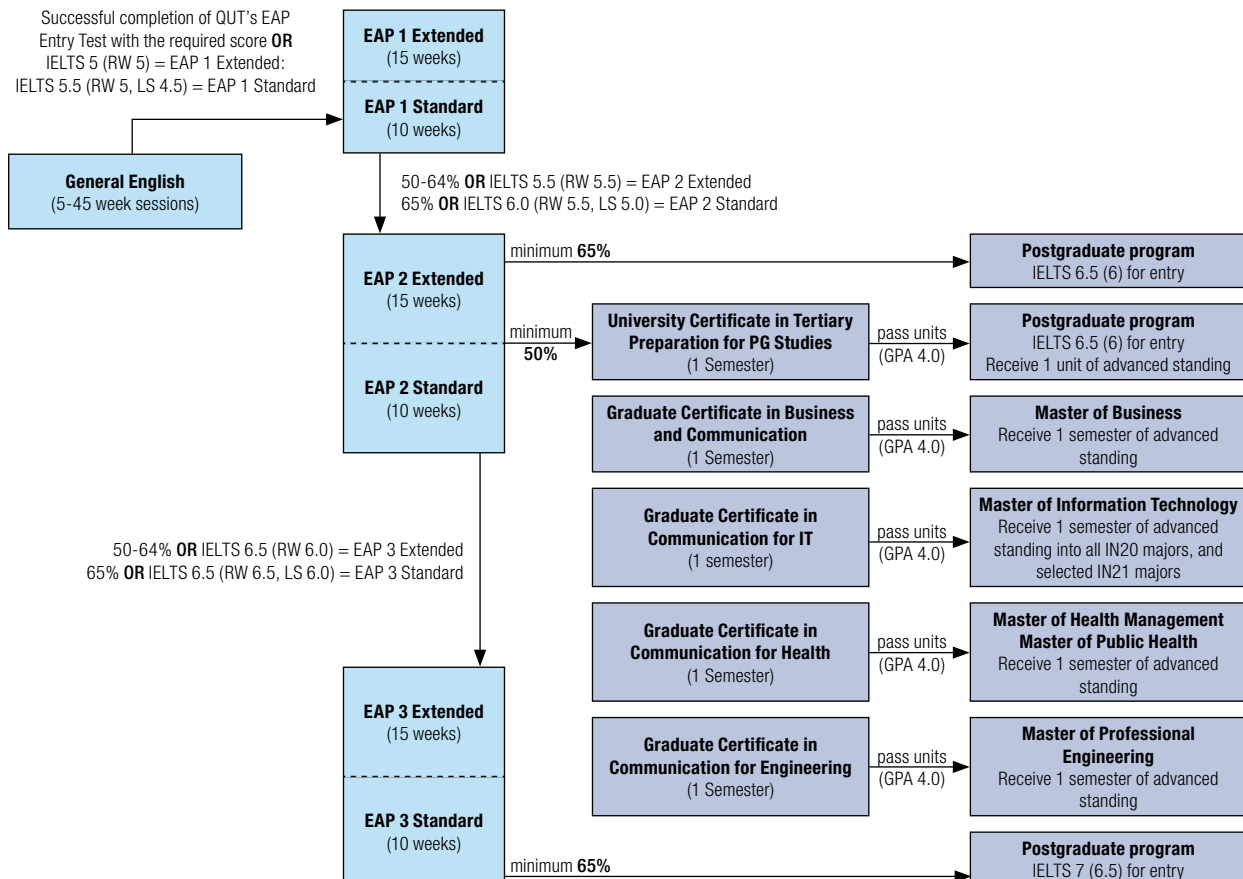 Successful completion of QUT's EAP
Entry Test with the required score OR
IELTS 5 (RW 5) = EAP 1 Extended:
IELTS 5.5 (RW 5, LS 4.5) = EAP 1 Standard
EAP 1 Extended
(15 weeks)
EAP 1 Standard
(10 weeks)
General English
(5-45 week sessions)
50-64% OR IELTS 5.5 (RW 5.5) = EAP 2 Extended
65% OR IELTS 6.0 (RW 5.5, LS 5.0) = EAP 2 Standard
EAP 2 Extended
(15 weeks)
EAP 2 Standard
(10 weeks)
minimum 65%
Postgraduate program
IELTS 6.5 (6) for entry
minimum
50%
University Certificate in Tertiary
Preparation for PG Studies
(1 Semester)
pass units
(GPA 4.0)
Postgraduate program
IELTS 6.5 (6) for entry
Receive 1 unit of advanced standing
Graduate Certificate in Business
and Communication
(1 Semester)
pass units
(GPA 4.0)
Master of Business
Receive 1 semester of advanced
standing
Graduate Certificate in
Communication for IT
(1 semester)
pass units
(GPA 4.0)
Master of Information Technology
Receive 1 semester of advanced
standing into all IN20 majors, and
selected IN21 majors
50-64% OR IELTS 6.5 (RW 6.0) = EAP 3 Extended
65% OR IELTS 6.5 (RW 6.5, LS 6.0) = EAP 3 Standard
Graduate Certificate in
Communication for Health
(1 Semester)
pass units
(GPA 4.0)
Master of Health Management
Master of Public Health
Receive 1 semester of advanced
standing
EAP 3 Extended
(15 weeks)
EAP 3 Standard
(10 weeks)
Graduate Certificate in
Communication for Engineering
(1 Semester)
pass units
(GPA 4.0)
Master of Professional
Engineering
Receive 1 semester of advanced
standing
minimum 65%
Postgraduate program
IELTS 7 (6.5) for entry